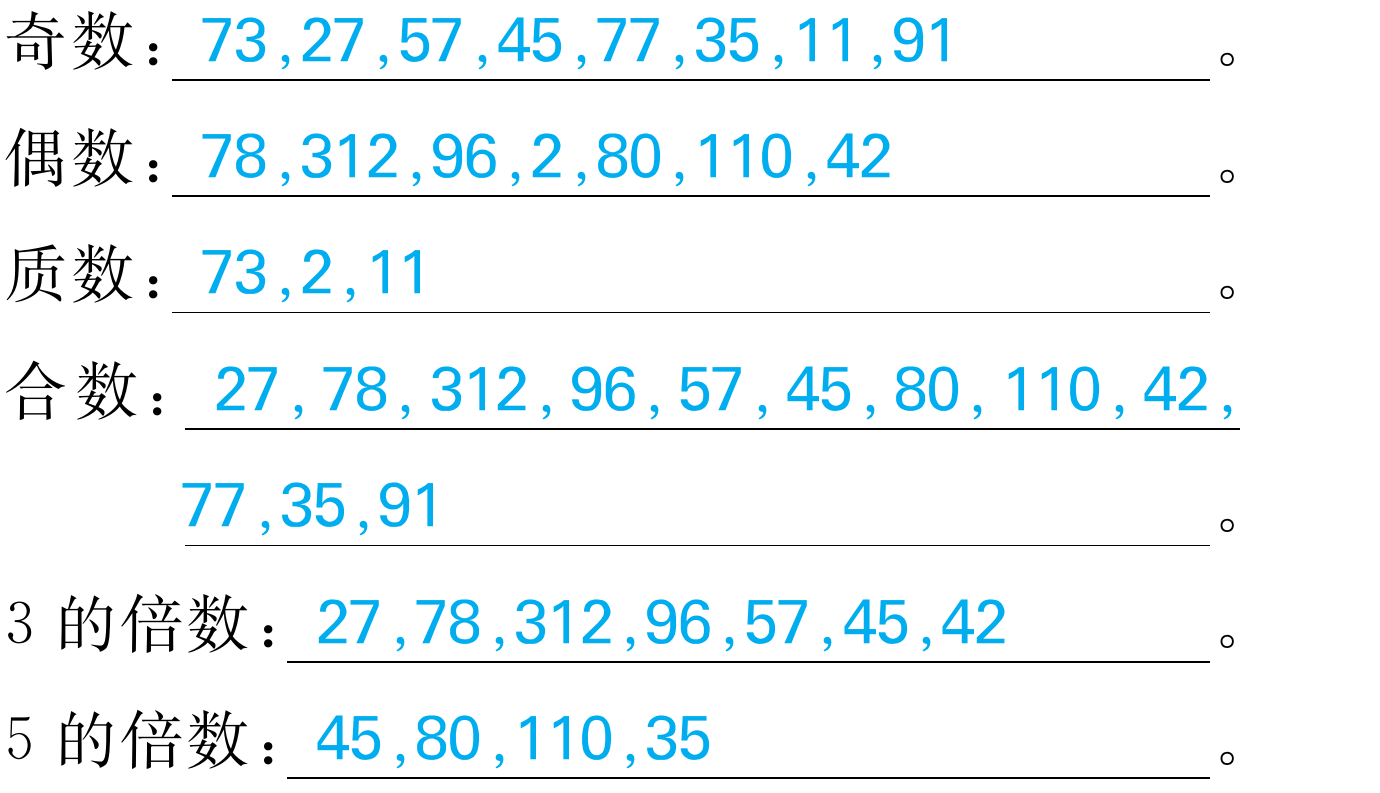 奇数：73,27,57,45,77,35,11,91。
偶数：78,312,96,2,80,110,42。
质数：73,2,11。
合数：27,78,312,96,57,45,80,110,42,
77,35,91。
3 的倍数：27,78,312,96,57,45,42。
5 的倍数：45,80,110,35。